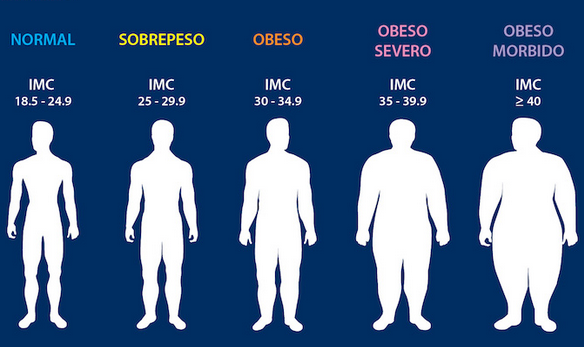 NORMAL
IMC
18.5 - 24.9
SOBREPESO
IMC
25 - 29.9
OBESO
IMC
30 - 34.9
OBESO
SEVERO
IMC
35 - 39.9
OBESO
MORBIDO
IMC
≥ 40